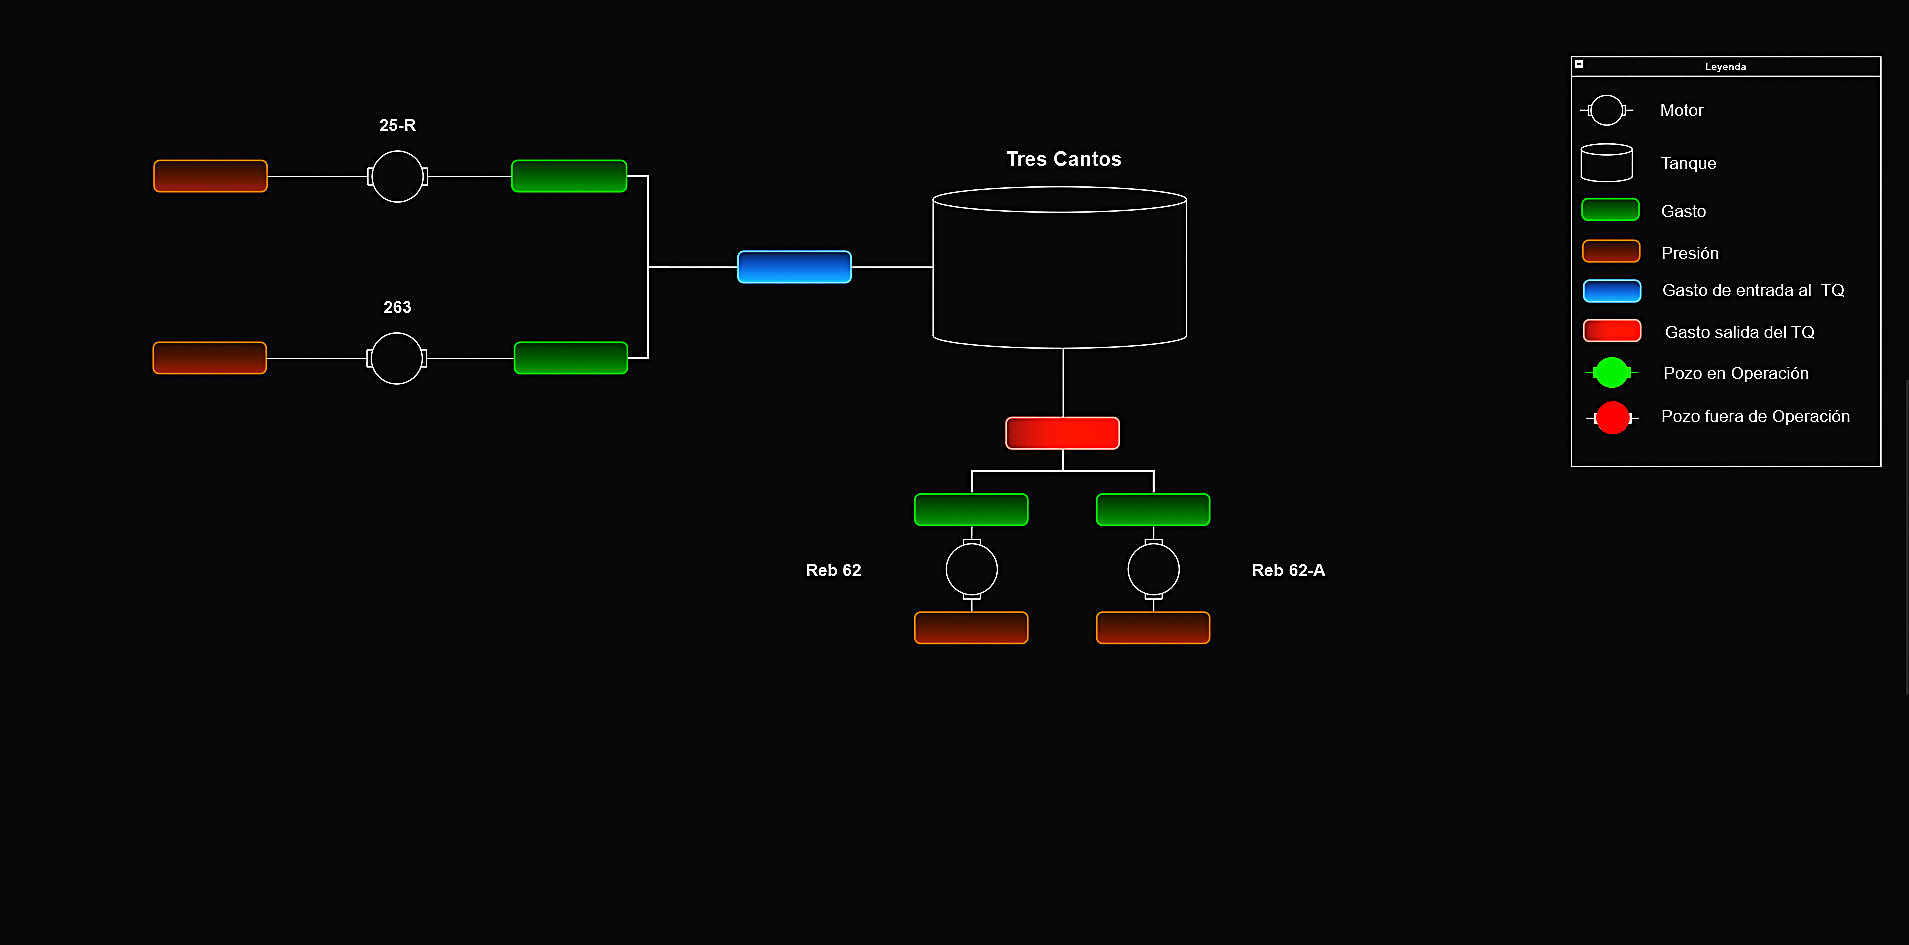 25-R
263
Tres Cantos
Reb 62
Reb 62-A
Leyenda
Motor
Tanque
Gasto
Presión
Gasto de entrada al  TQ
Gasto salida del TQ
Pozo en Operación
Pozo fuera de Operación